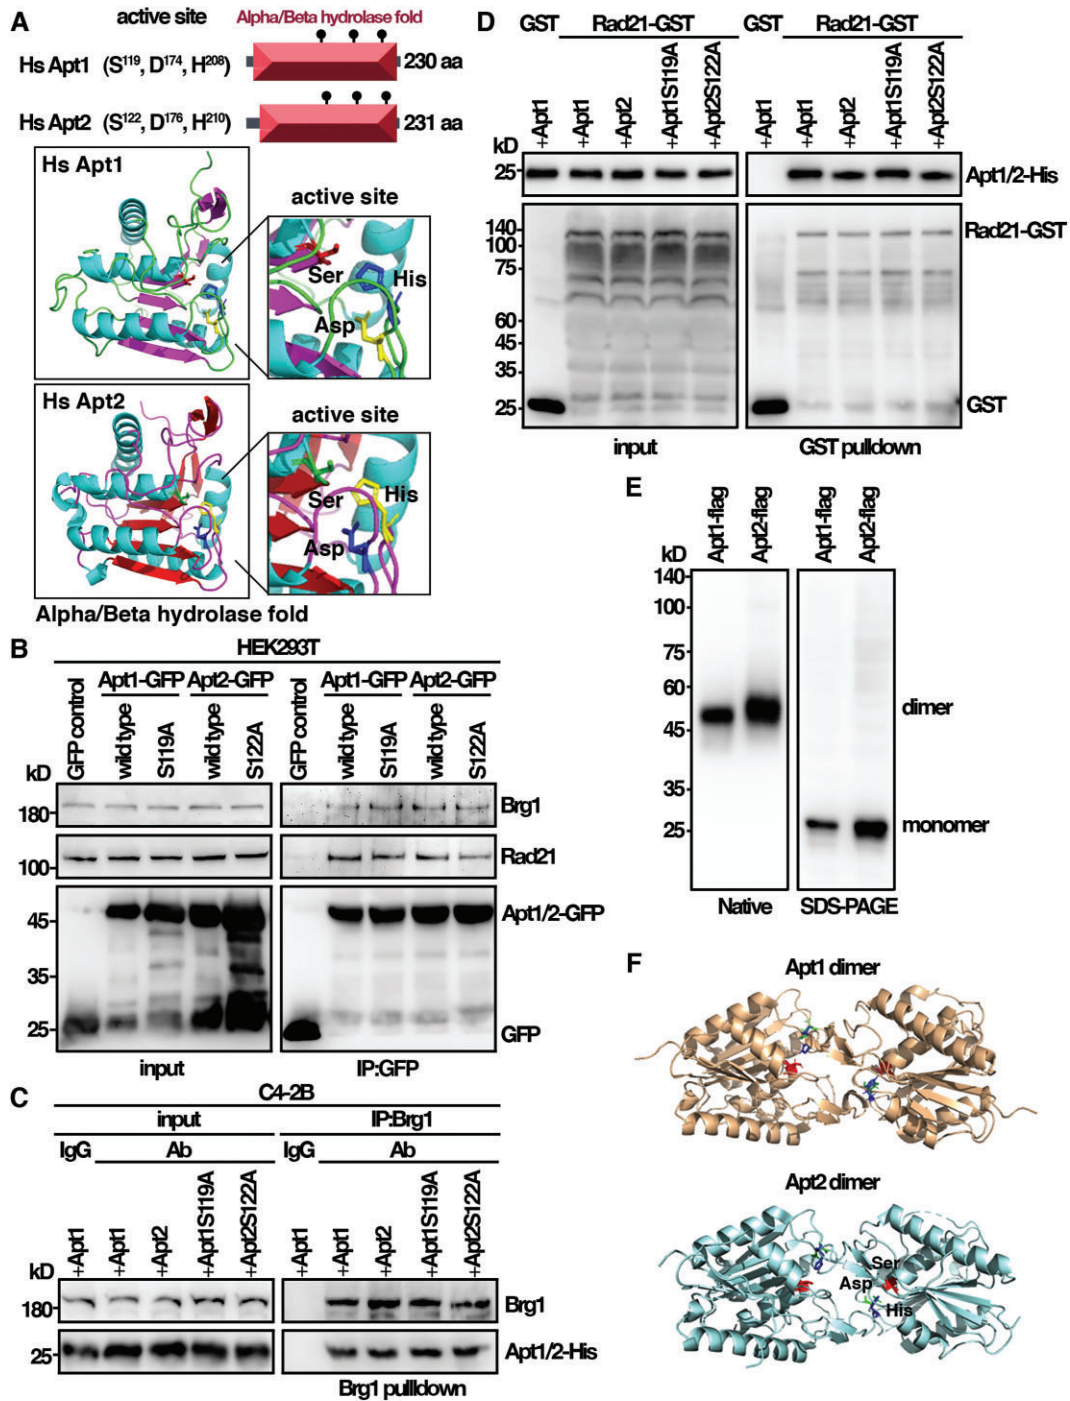 A
active site
Alpha/Beta hydrolase fold
Hs Apt1 (S119, D174, H208) 230 aa
Hs Apt2 (S122, D176, H210) 231 aa
Hs Apt1
active site
Ser
His
Asp
Hs Apt2
active site
Ser
His
Asp
Alpha/Beta hydrolase fold
B
HEK293T
Apt1-GFP Apt2-GFP Apt1-GFP Apt2-GFP
GFP control wild type S119A wild type S122A GFP control wild type S119A wild type S122A
kD
180 Brg1
100 Rad21
45 Apt1/2-GFP
35
25 GFP
input IP:GFP
C
C4-2B
input IP:Brg1
IgG Ab IgG Ab
+Apt1 +Apt1 +Apt2 +Apt1S119A +Apt2S122A +Apt1 +Apt1 +Apt2 +Apt1S119A +Apt2S122A
kD
180 Brg1
25 Apt1/2-His
Brg1 pullldown
D
GST Rad21-GST GST Rad21-GST
+Apt1 +Apt1 +Apt2 +Apt1S119A +Apt2S122A +Apt1 +Apt1 +Apt2 +Apt1S119A +Apt2S122A
kD
25 Apt1/2-His
140 Rad21-GST
100
75
60
45
35
25 GST
input GST pulldown
E
Apt1-flag Apt2-flag Apt1-flag Apt2-flag
kD
140
100
75
60
dimer
45
35
25 monomer
Native SDS-PAGE
F
Apt1 dimer
Apt2 dimer
Ser
Asp
His